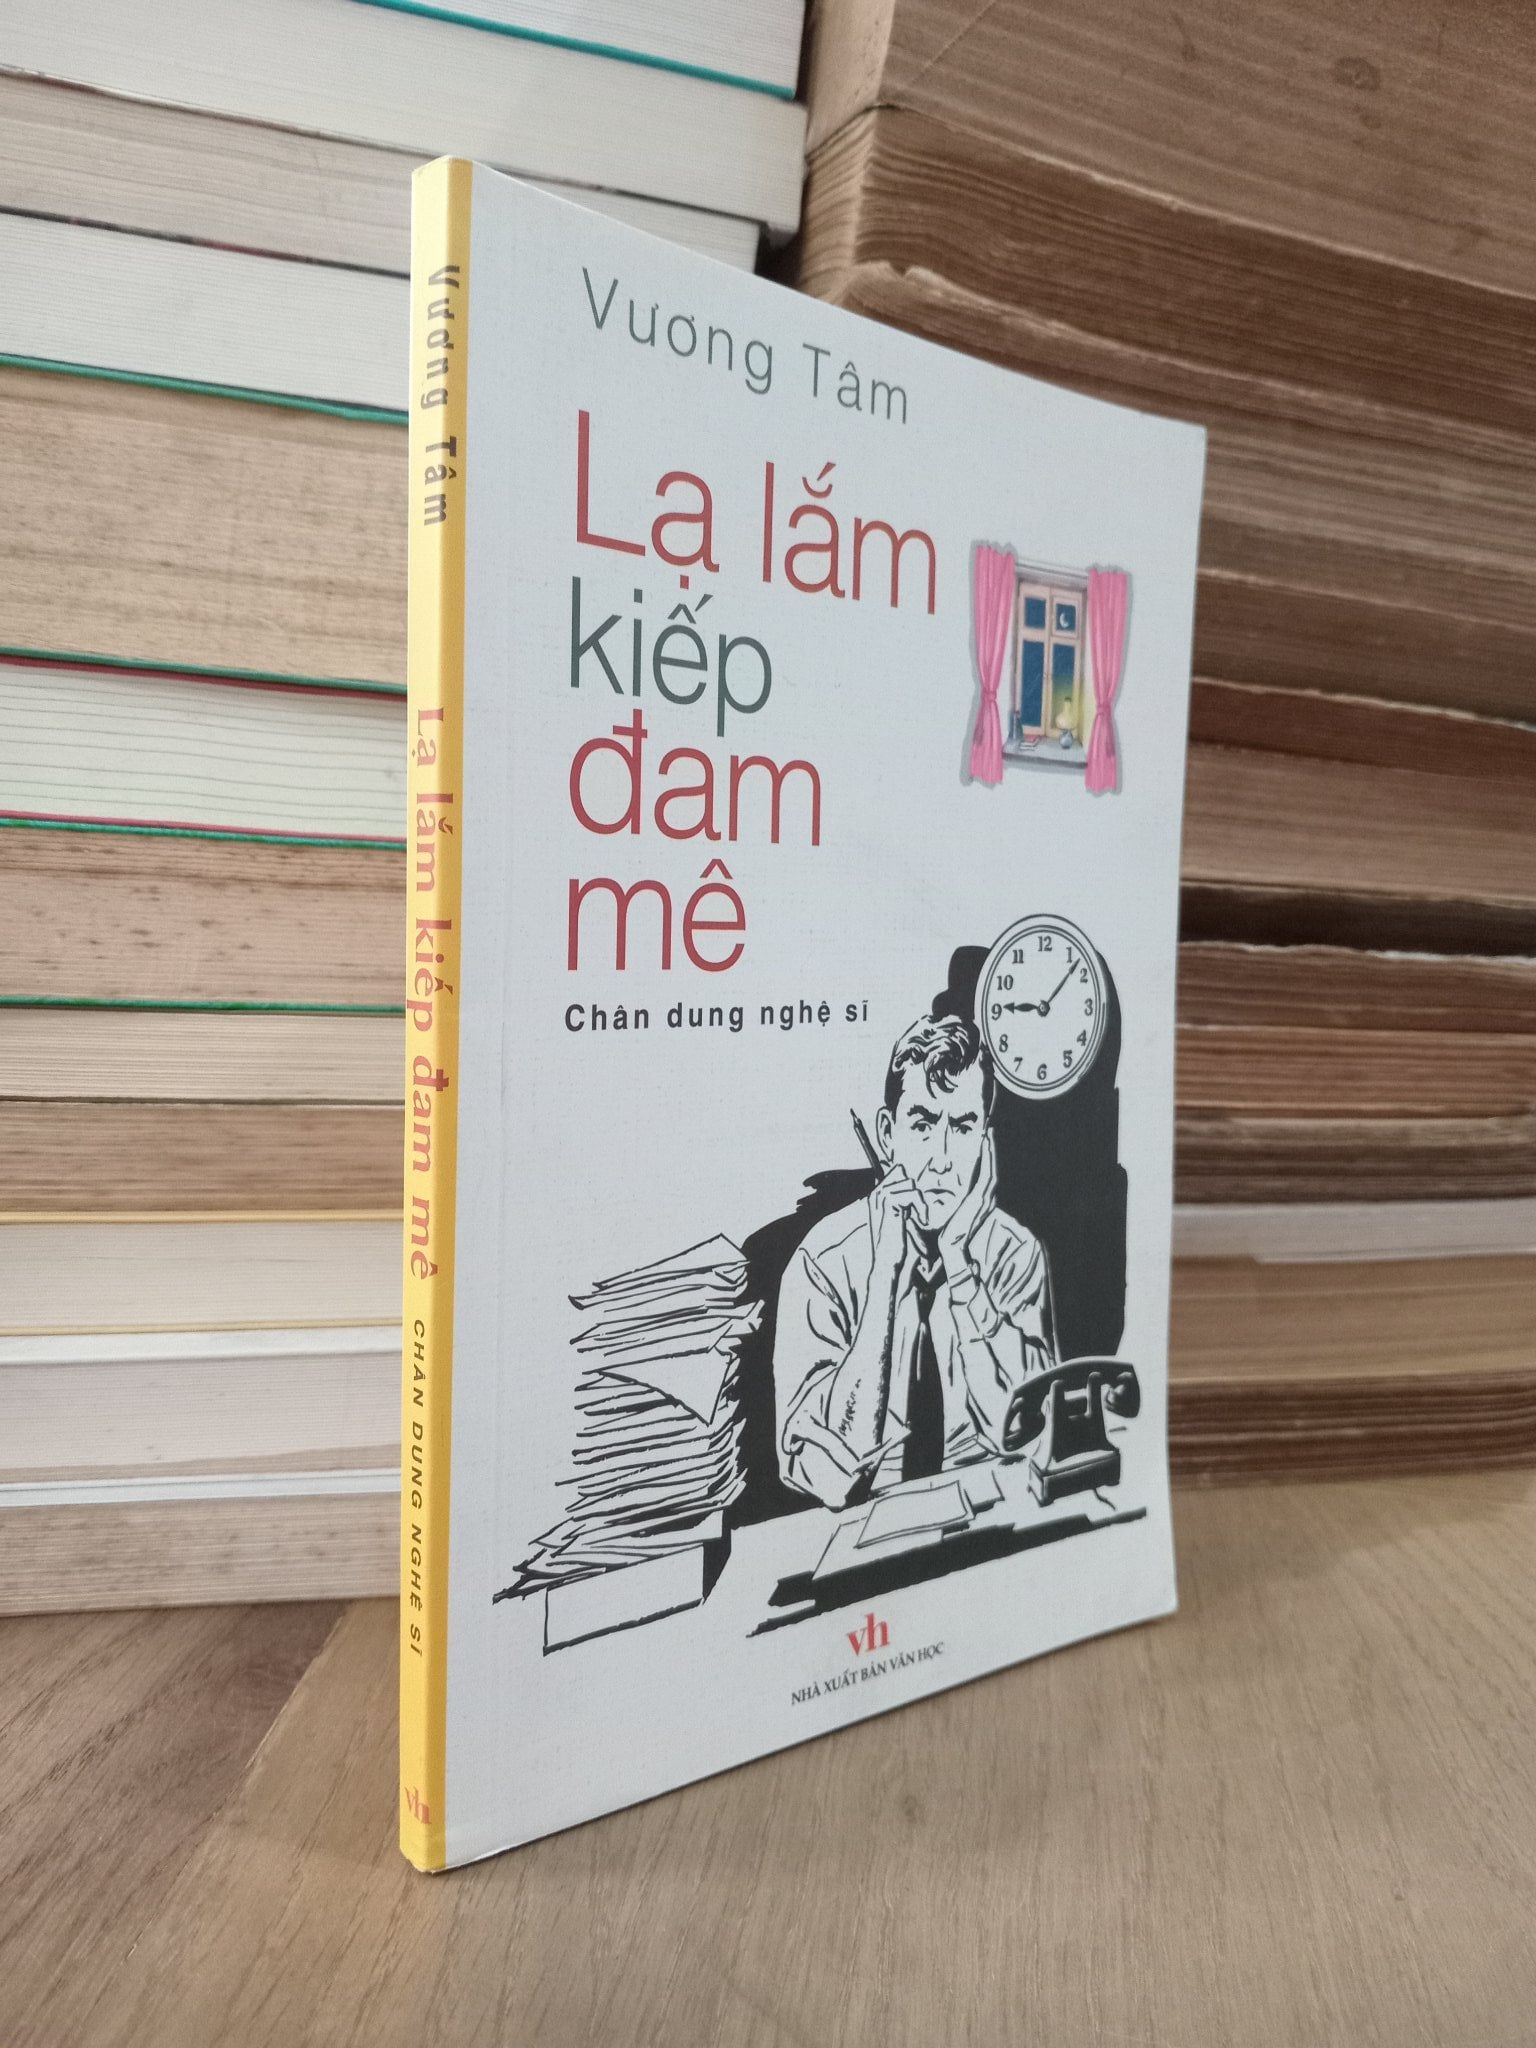 Vương Tâm
Lạ lắm
kiếp
đam
mê
Chân dung nghệ sĩ
12
1
2
3
4
5
6
7
8
9
10
11
vh
NHÀ XUẤT BẢN VĂN HỌC
Vương Tâm Lạ lắm kiếp đam mê CHÂN DUNG NGHỆ SĨ
vh